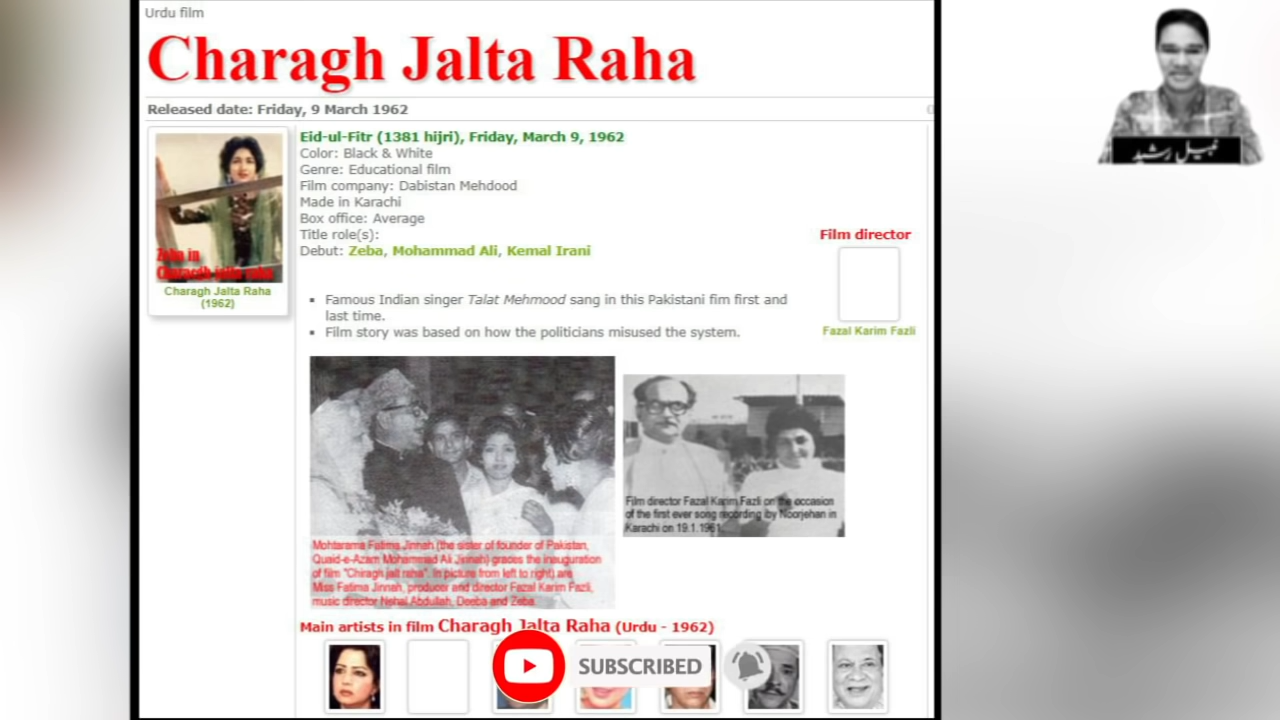 Urdu film
Charagh Jalta Raha
Released date: Friday, 9 March 1962
Eid-ul-Fitr (1381 hijri), Friday, March 9, 1962
Color: Black & White
Genre: Educational film
Film company: Dabistan Mehdood
Made in Karachi
Box office: Average
Title role(s):
Debut: Zeba, Mohammad Ali, Kemal Irani
Zeba in
Charagh jalta raha
Charagh Jalta Raha
(1962)
Film director
Fazal Karim Fazli
Famous Indian singer Talat Mehmood sang in this Pakistani fim first and
last time.
Film story was based on how the politicians misused the system.
Mohtarama Fatima Jinnah (the sister of founder of Pakistan,
Quaid-e-Azam Mohammad Ali Jinnah) graces the inauguration
of film "Chiragh jalt raha". In picture from left to right) are
Miss Fatima Jinnah, producer and director Fazal Karim Fazli,
music director Nehal Abdullah, Deeba and Zeba.
Film director Fazal Karim Fazli on the occasion
of the first ever song recording by Noorjehan in
Karachi on 19.1.1961.
Main artists in film Charagh Jalta Raha (Urdu - 1962)
SUBSCRIBED
نبیل رشید